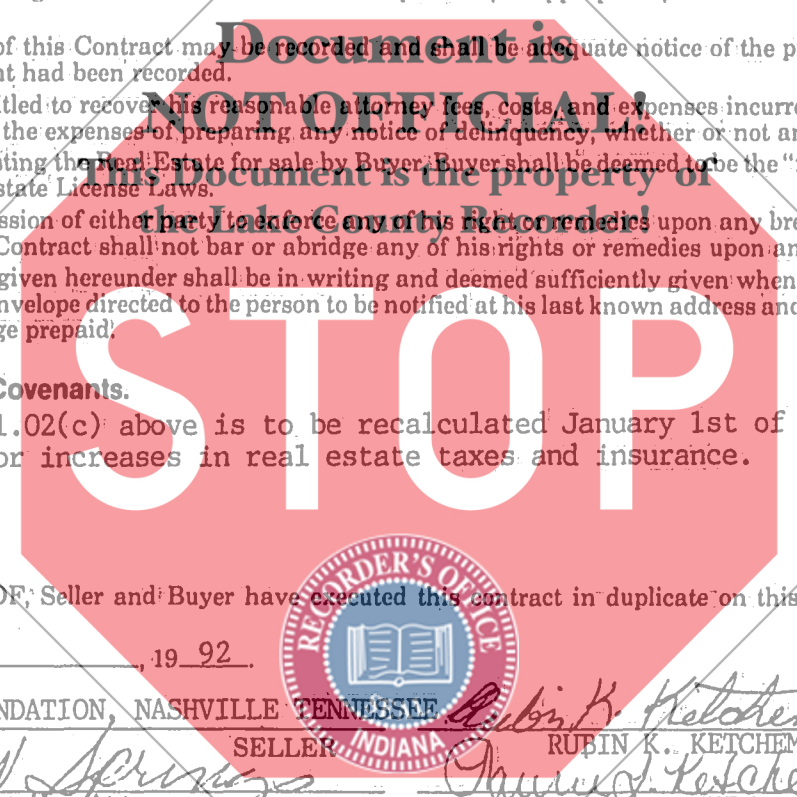 Document is
of this Contract may be recorded and shall be adequate notice of the p
nt had been recorded.
NOT OFFICIAL!
tled to recover his reasonable attorney fees, costs, and expenses incurre
the expenses of preparing any notice of delinquency, whether or not an
ting the Real Estate for sale by Buyer, Buyer shall be deemed to be the "
This Document is the property of
state License Laws.
the Lake County Recorder!
ssion of either party to enforce any of his right or remedies upon any bre
Contract shall not bar or abridge any of his rights or remedies upon an
given hereunder shall be in writing and deemed sufficiently given when
nvelope directed to the person to be notified at his last known address and
ge prepaid.
STOP
Covenants.
1.02(c) above is to be recalculated January 1st of
or increases in real estate taxes and insurance.
RECORDER'S OFFICE
OF, Seller and Buyer have executed this contract in duplicate on this
, 19 92 .
NDATION, NASHVILLE TENNESSEE
Rubin K. Ketchem
SELLER
INDIANA
RUBIN K. KETCHEM